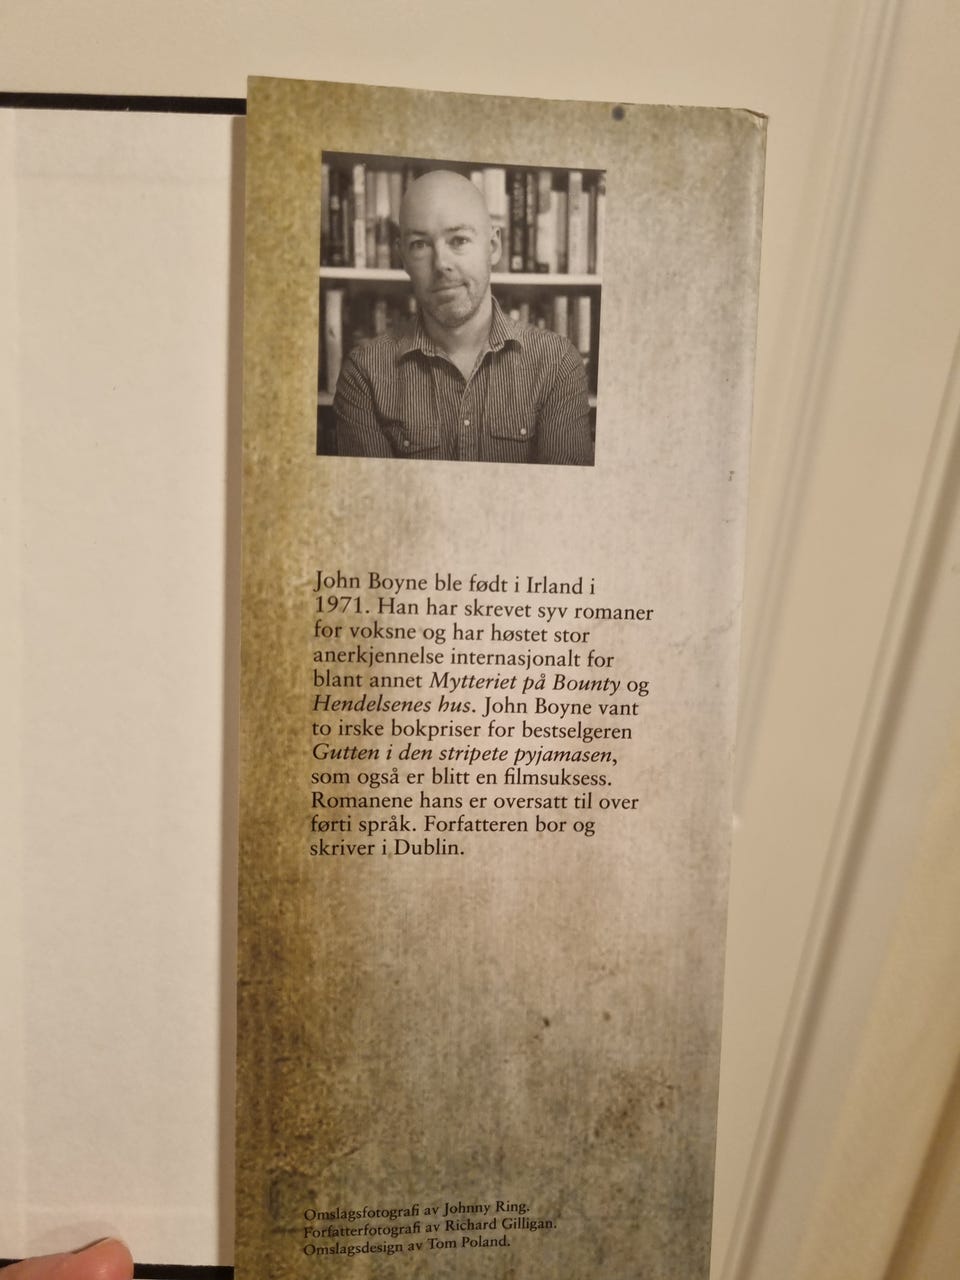 John Boyne ble født i Irland i
1971. Han har skrevet syv romaner
for voksne og har høstet stor
anerkjennelse internasjonalt for
blant annet Mytteriet på Bounty og
Hendelsenes hus. John Boyne vant
to irske bokpriser for bestselgeren
Gutten i den stripete pyjamasen,
som også er blitt en filmsuksess.
Romanene hans er oversatt til over
førti språk. Forfatteren bor og
skriver i Dublin.
Omslagsfotografi av Johnny Ring.
Forfatterfotografi av Richard Gilligan.
Omslagsdesign av Tom Poland.